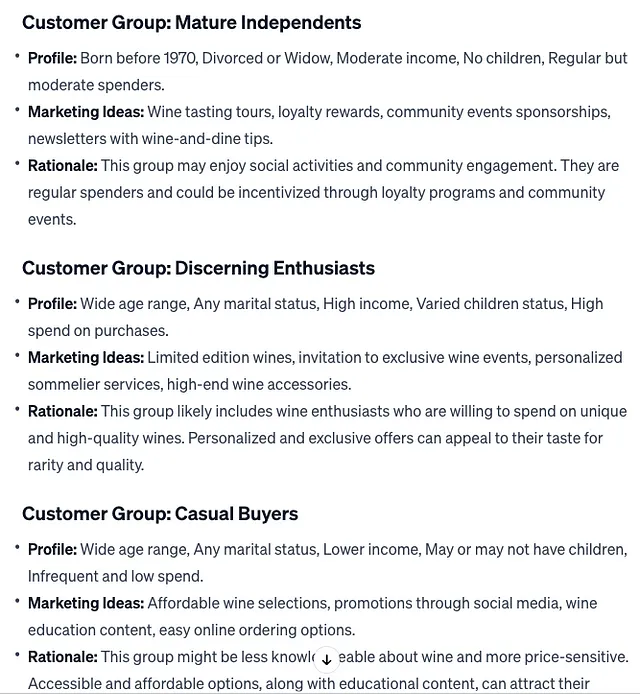 Customer Group: Mature Independents
• Profile: Born before 1970, Divorced or Widow, Moderate income, No children, Regular but
moderate spenders.
• Marketing Ideas: Wine tasting tours, loyalty rewards, community events sponsorships,
newsletters with wine-and-dine tips.
• Rationale: This group may enjoy social activities and community engagement. They are
regular spenders and could be incentivized through loyalty programs and community
events.
Customer Group: Discerning Enthusiasts
• Profile: Wide age range, Any marital status, High income, Varied children status, High
spend on purchases.
• Marketing Ideas: Limited edition wines, invitation to exclusive wine events, personalized
sommelier services, high-end wine accessories.
• Rationale: This group likely includes wine enthusiasts who are willing to spend on unique
and high-quality wines. Personalized and exclusive offers can appeal to their taste for
rarity and quality.
Customer Group: Casual Buyers
• Profile: Wide age range, Any marital status, Lower income, May or may not have children,
Infrequent and low spend.
• Marketing Ideas: Affordable wine selections, promotions through social media, wine
education content, easy online ordering options.
• Rationale: This group might be less about wine and more price-sensitive.
Accessible and affordable options, along with educational content, can attract their